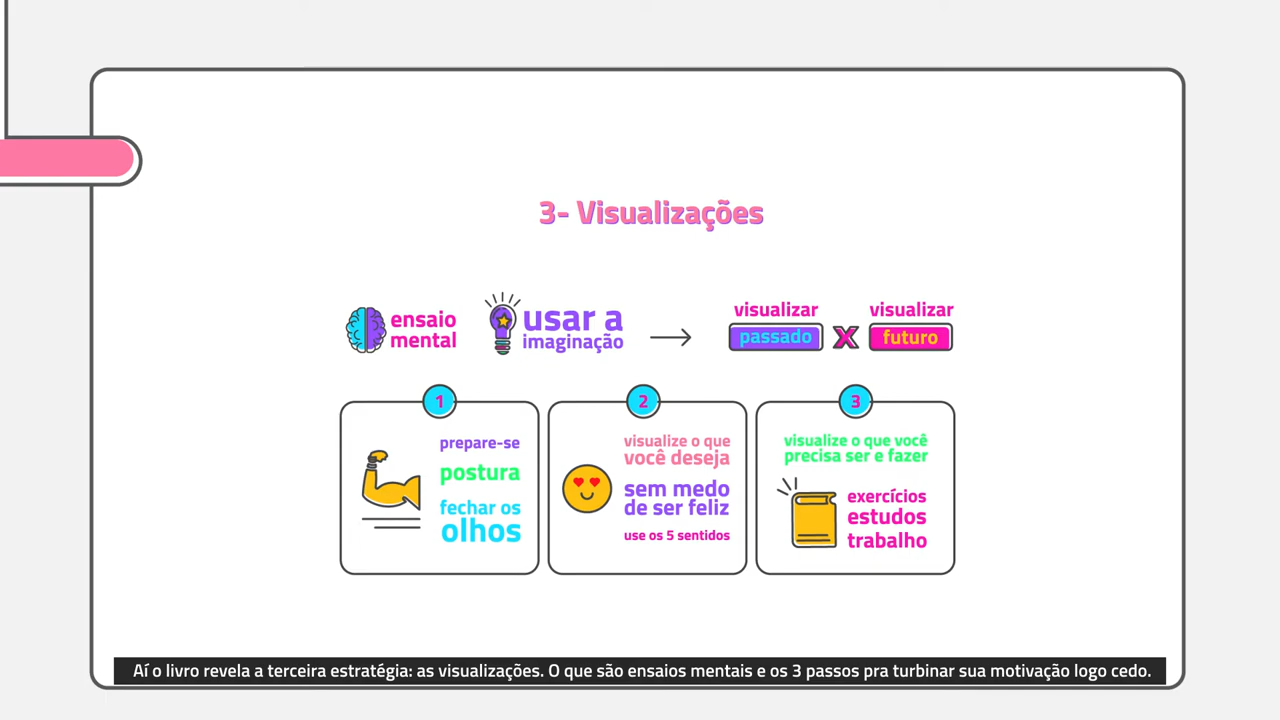 3- Visualizações
ensaio
mental
usar a
imaginação
visualizar
passado
X
visualizar
futuro
1
prepare-se
postura
fechar os
olhos
2
visualize o que
você deseja
sem medo
de ser feliz
use os 5 sentidos
3
visualize o que você
precisa ser e fazer
exercícios
estudos
trabalho
Aí o livro revela a terceira estratégia: as visualizações. O que são ensaios mentais e os 3 passos pra turbinar sua motivação logo cedo.